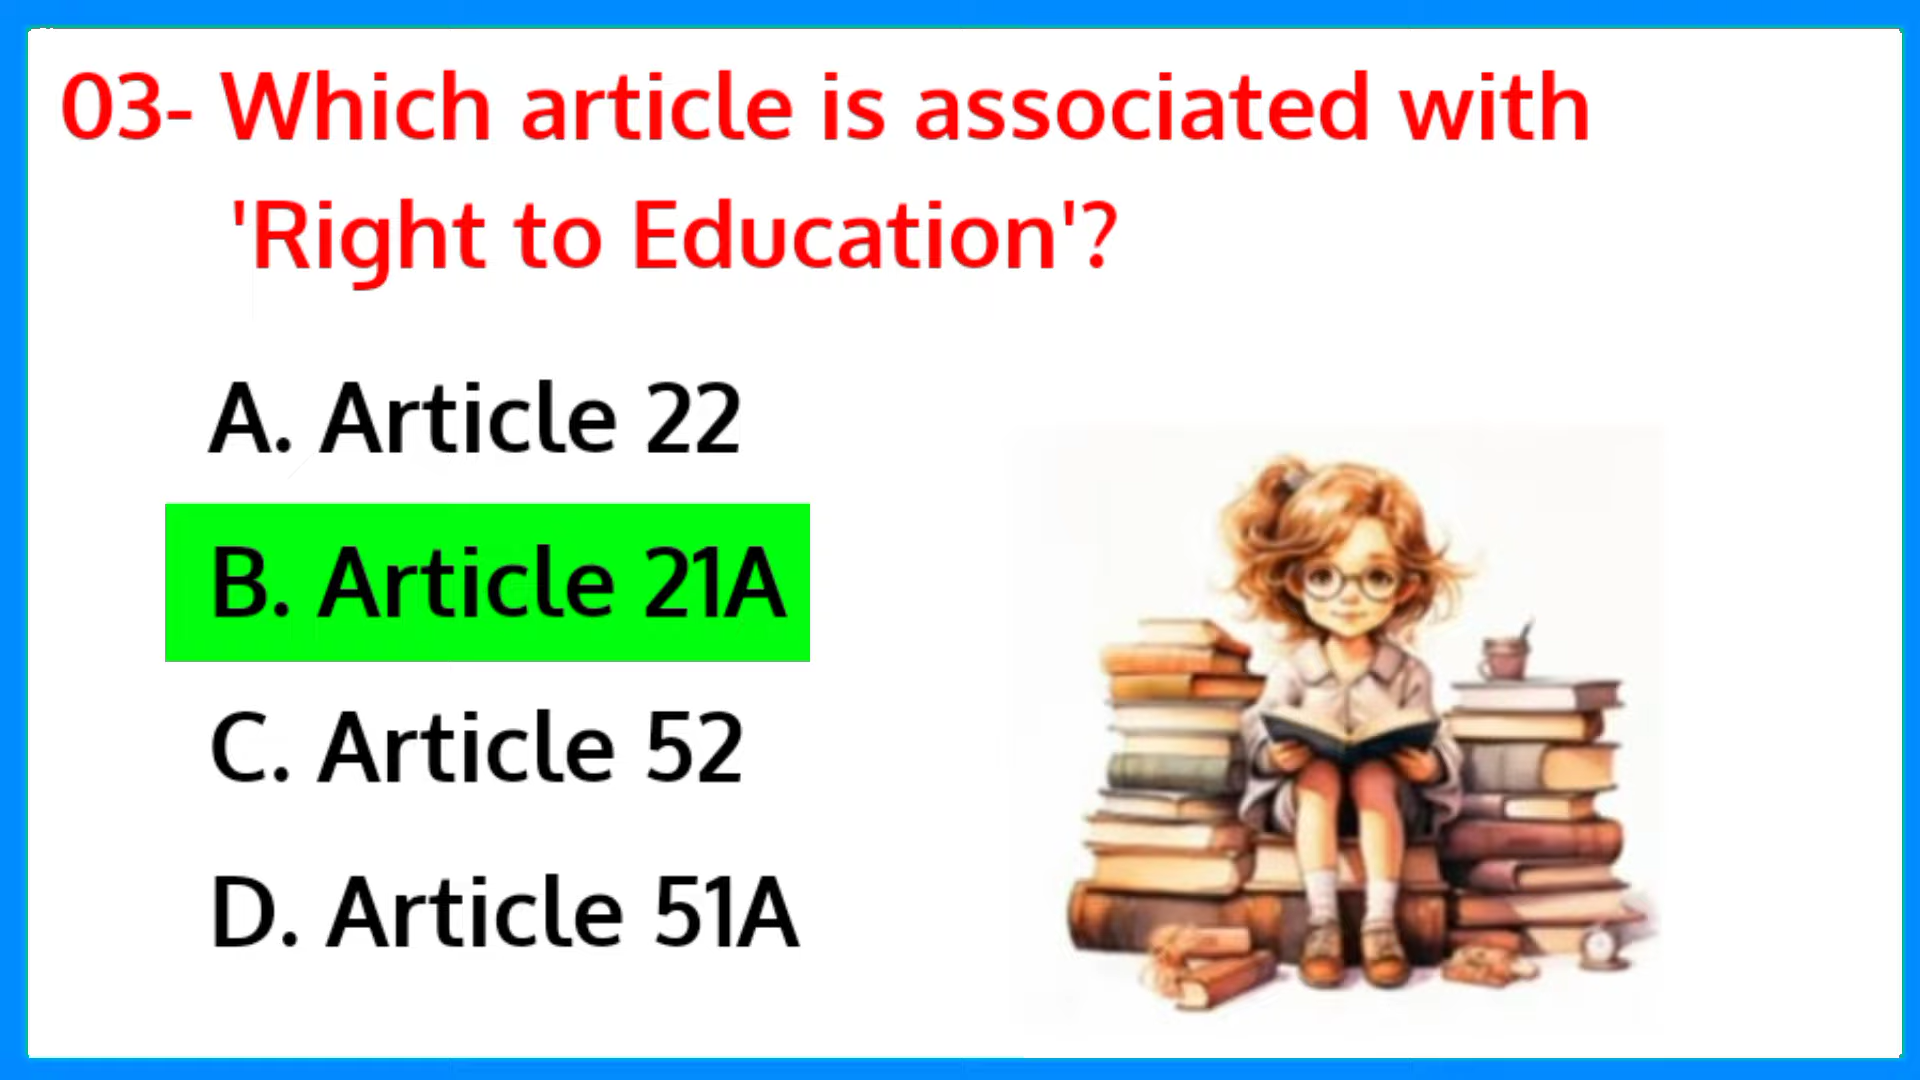 03- Which article is associated with
'Right to Education'?
A. Article 22
B. Article 21A
C. Article 52
D. Article 51A